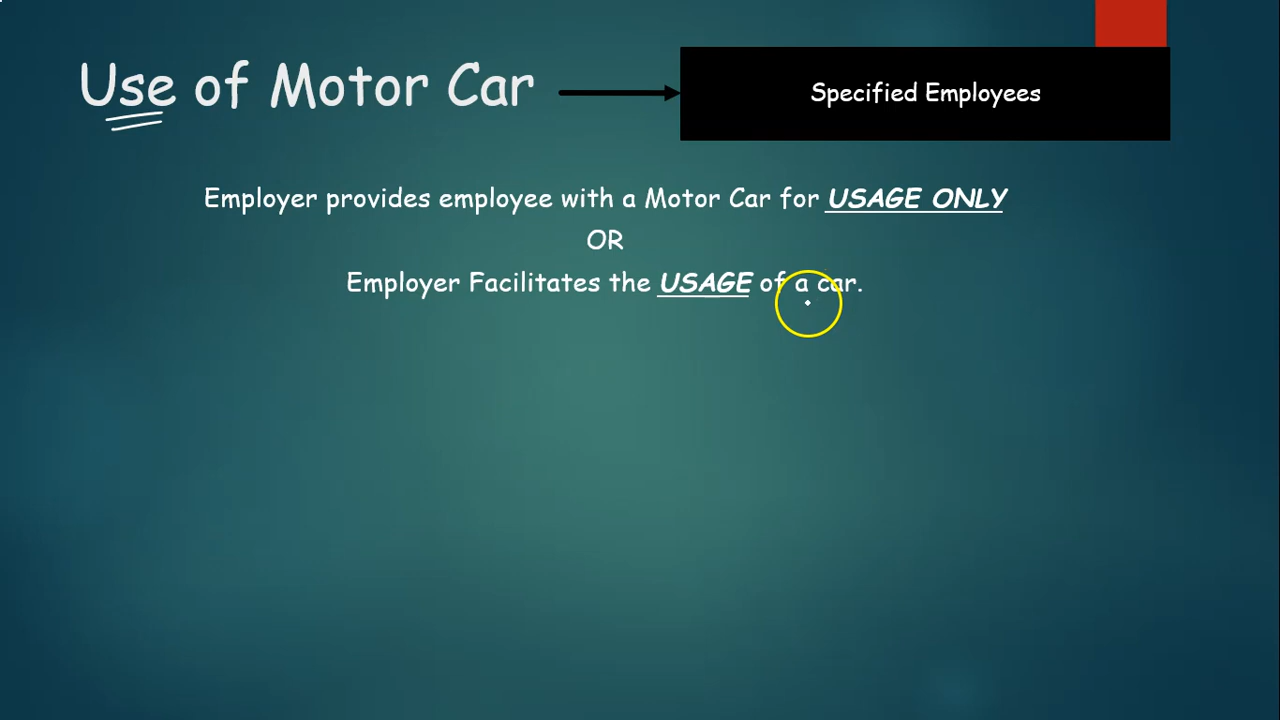 Use of Motor Car
Specified Employees
Employer provides employee with a Motor Car for USAGE ONLY
OR
Employer Facilitates the USAGE of a car.